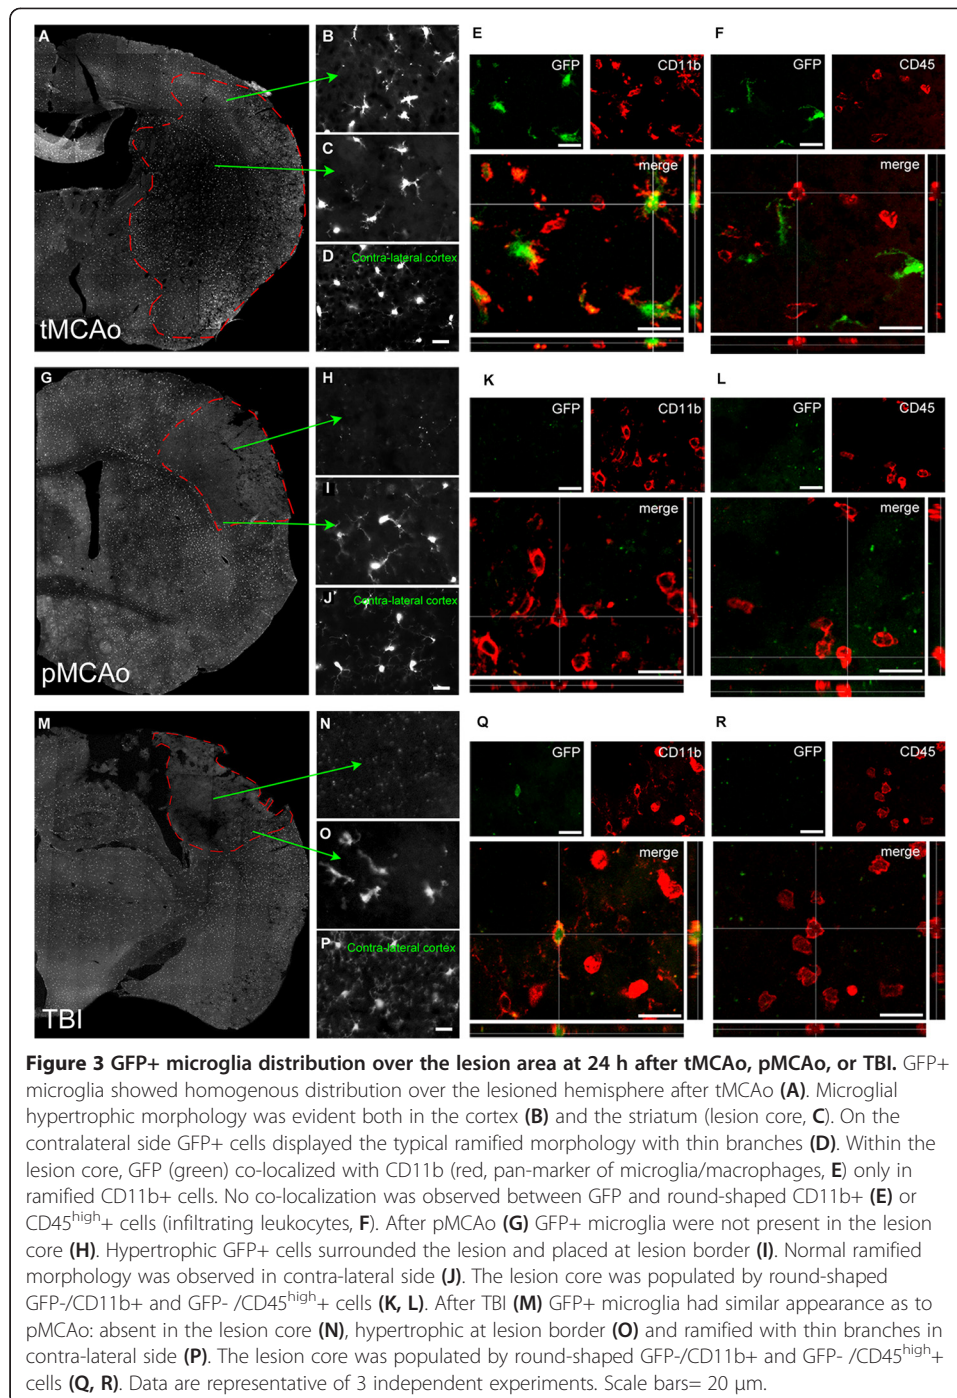 A
B
E
F
GFP
CD11b
GFP
CD45
C
merge
merge
D
Contra-lateral cortex
tMCAo
G
H
K
L
GFP
CD11b
GFP
CD45
I
merge
merge
J
Contra-lateral cortex
pMCAo
M
N
Q
R
GFP
CD11b
GFP
CD45
O
merge
merge
P
Contra-lateral cortex
TBI
Figure 3 GFP+ microglia distribution over the lesion area at 24 h after tMCAo, pMCAo, or TBI. GFP+
microglia showed homogenous distribution over the lesioned hemisphere after tMCAo (A). Microglial
hypertrophic morphology was evident both in the cortex (B) and the striatum (lesion core, C). On the
contralateral side GFP+ cells displayed the typical ramified morphology with thin branches (D). Within the
lesion core, GFP (green) co-localized with CD11b (red, pan-marker of microglia/macrophages, E) only in
ramified CD11b+ cells. No co-localization was observed between GFP and round-shaped CD11b+ (E) or
CD45high+ cells (infiltrating leukocytes, F). After pMCAo (G) GFP+ microglia were not present in the lesion
core (H). Hypertrophic GFP+ cells surrounded the lesion and placed at lesion border (I). Normal ramified
morphology was observed in contra-lateral side (J). The lesion core was populated by round-shaped
GFP-/CD11b+ and GFP- /CD45high+ cells (K, L). After TBI (M) GFP+ microglia had similar appearance as to
pMCAo: absent in the lesion core (N), hypertrophic at lesion border (O) and ramified with thin branches in
contra-lateral side (P). The lesion core was populated by round-shaped GFP-/CD11b+ and GFP- /CD45high+
cells (Q, R). Data are representative of 3 independent experiments. Scale bars= 20 μm.